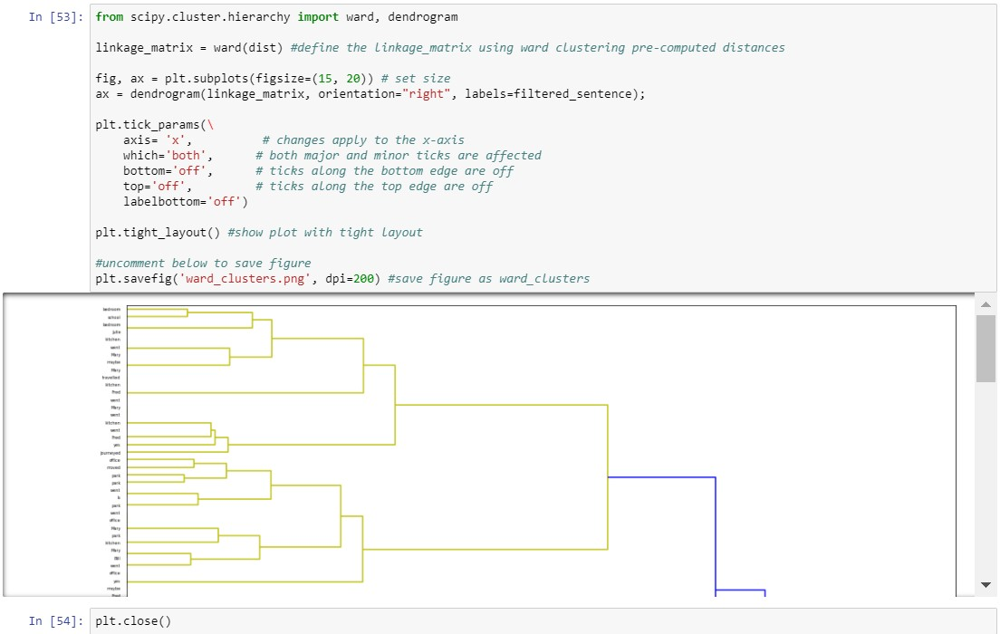 In [53]:
from scipy.cluster.hierarchy import ward, dendrogram
linkage_matrix = ward(dist) #define the linkage_matrix using ward clustering pre-computed distances
fig, ax = plt.subplots(figsize=(15, 20)) # set size
ax = dendrogram(linkage_matrix, orientation="right", labels=filtered_sentence);
plt.tick_params(\
axis= 'x', # changes apply to the x-axis
which='both', # both major and minor ticks are affected
bottom='off', # ticks along the bottom edge are off
top='off', # ticks along the top edge are off
labelbottom='off')
plt.tight_layout() #show plot with tight layout
#uncomment below to save figure
plt.savefig('ward_clusters.png', dpi=200) #save figure as ward_clusters
bedroom
school
bedroom
julie
kitchen
went
Mary
maybe
Mary
travelled
kitchen
fred
went
Mary
went
kitchen
went
fred
yes
journeyed
office
moved
park
park
went
park
went
office
Mary
park
kitchen
Mary
Bill
went
office
yes
maybe
fred
In [54]: plt.close()